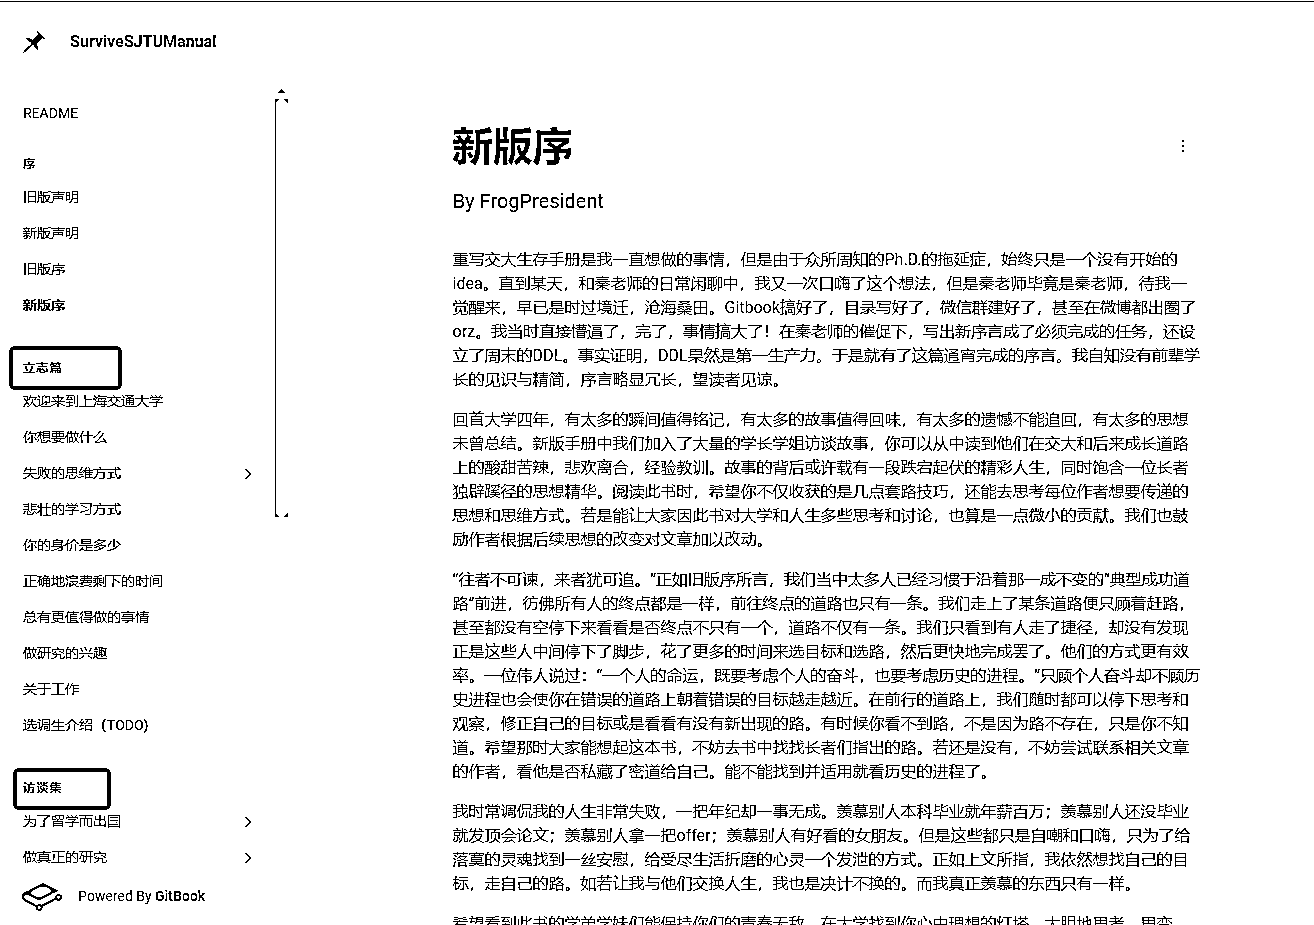 SurviveSJTUManual
README
序
旧版声明
新版声明
旧版序
新版序
立志篇
欢迎来到上海交通大学
你想要做什么
失败的思维方式
悲壮的学习方式
你的身价是多少
正确地浪费剩下的时间
总有更值得做的事情
做研究的兴趣
关于工作
选调生介绍（TODO）
访谈集
为了留学而出国
做真正的研究
Powered By GitBook
新版序
By FrogPresident
重写交大生存手册是我一直想做的事情，但是由于众所周知的Ph.D.的拖延症，始终只是一个没有开始的
idea。直到某天，和秦老师的日常闲聊中，我又一次口嗨了这个想法，但是秦老师毕竟是秦老师，待我一
觉醒来，早已是时过境迁，沧海桑田。Gitbook搞好了，目录写好了，微信群建好了，甚至在微博都出圈了
orz。我当时直接懵逼了，完了，事情搞大了！在秦老师的催促下，写出新序言成了必须完成的任务，还设
立了周末的DDL。事实证明，DDL果然是第一生产力。于是就有了这篇通宵完成的序言。我自知没有前辈学
长的见识与精简，序言略显冗长，望读者见谅。
回首大学四年，有太多的瞬间值得铭记，有太多的故事值得回味，有太多的遗憾不能追回，有太多的思想
未曾总结。新版手册中我们加入了大量的学长学姐访谈故事，你可以从中读到他们在交大和后来成长道路
上的酸甜苦辣，悲欢离合，经验教训。故事的背后或许载有一段跌宕起伏的精彩人生，同时饱含一位长者
独辟蹊径的思想精华。阅读此书时，希望你不仅收获的是几点套路技巧，还能去思考每位作者想要传递的
思想和思维方式。若是能让大家因此书对大学和人生多些思考和讨论，也算是一点微小的贡献。我们也鼓
励作者根据后续思想的改变对文章加以改动。
“往者不可谏，来者犹可追。”正如旧版序所言，我们当中太多人已经习惯于沿着那一成不变的“典型成功道
路”前进，彷佛所有人的终点都是一样，前往终点的道路也只有一条。我们走上了某条道路便只顾着赶路，
甚至都没有空停下来看看是否终点不只有一个，道路不仅有一条。我们只看到有人走了捷径，却没有发现
正是这些人中间停下了脚步，花了更多的时间来选目标和选路，然后更快地完成罢了。他们的方式更有效
率。一位伟人说过：“一个人的命运，既要考虑个人的奋斗，也要考虑历史的进程。”只顾个人奋斗却不顾历
史进程也会使你在错误的道路上朝着错误的目标越走越近。在前行的道路上，我们随时都可以停下思考和
观察，修正自己的目标或是看看有没有新出现的路。有时候你看不到路，不是因为路不存在，只是你不知
道。希望那时大家能想起这本书，不妨去书中找找长者们指出的路。若还是没有，不妨尝试联系相关文章
的作者，看他是否私藏了密道给自己。能不能找到并适用就看历史的进程了。
我时常调侃我的人生非常失败，一把年纪却一事无成。羡慕别人本科毕业就年薪百万；羡慕别人还没毕业
就发顶会论文；羡慕别人拿一把offer；羡慕别人有好看的女朋友。但是这些都只是自嘲和口嗨，只为了给
落寞的灵魂找到一丝安慰，给受尽生活折磨的心灵一个发泄的方式。正如上文所指，我依然想找自己的目
标，走自己的路。如若让我与他们交换人生，我也是决计不换的。而我真正羡慕的东西只有一样。
希望看到此书的学弟学妹们能保持你们的青春无敌，在大学找到你心中理想的灯塔，大胆地思考，思变，